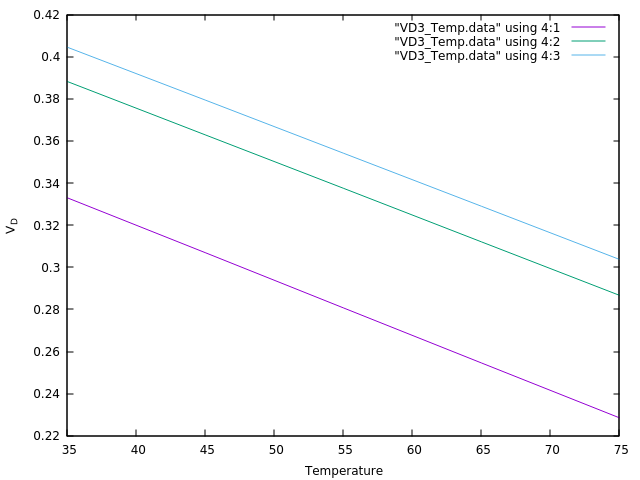 "VD3_Temp.data" using 4:1
"VD3_Temp.data" using 4:2
"VD3_Temp.data" using 4:3
0.42
0.4
0.38
0.36
0.34
0.32
0.3
0.28
0.26
0.24
0.22
V_D
35 40 45 50 55 60 65 70 75
Temperature